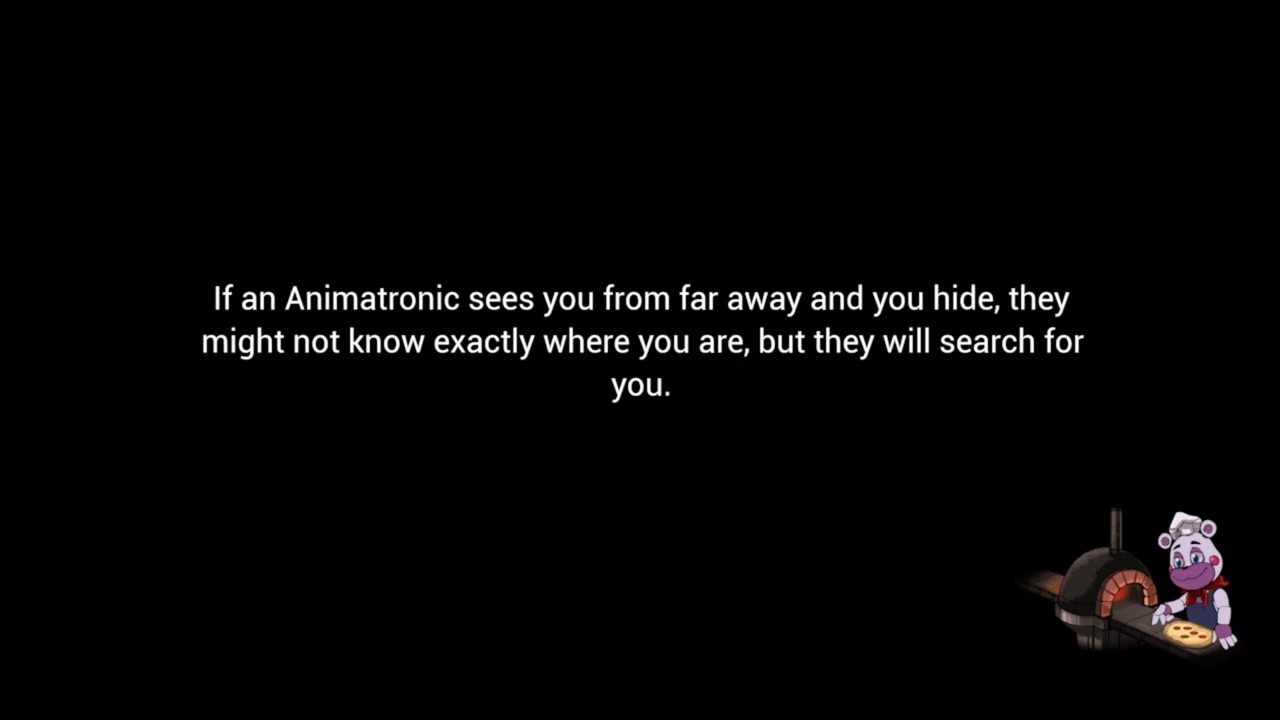 If an Animatronic sees you from far away and you hide, they
might not know exactly where you are, but they will search for
you.